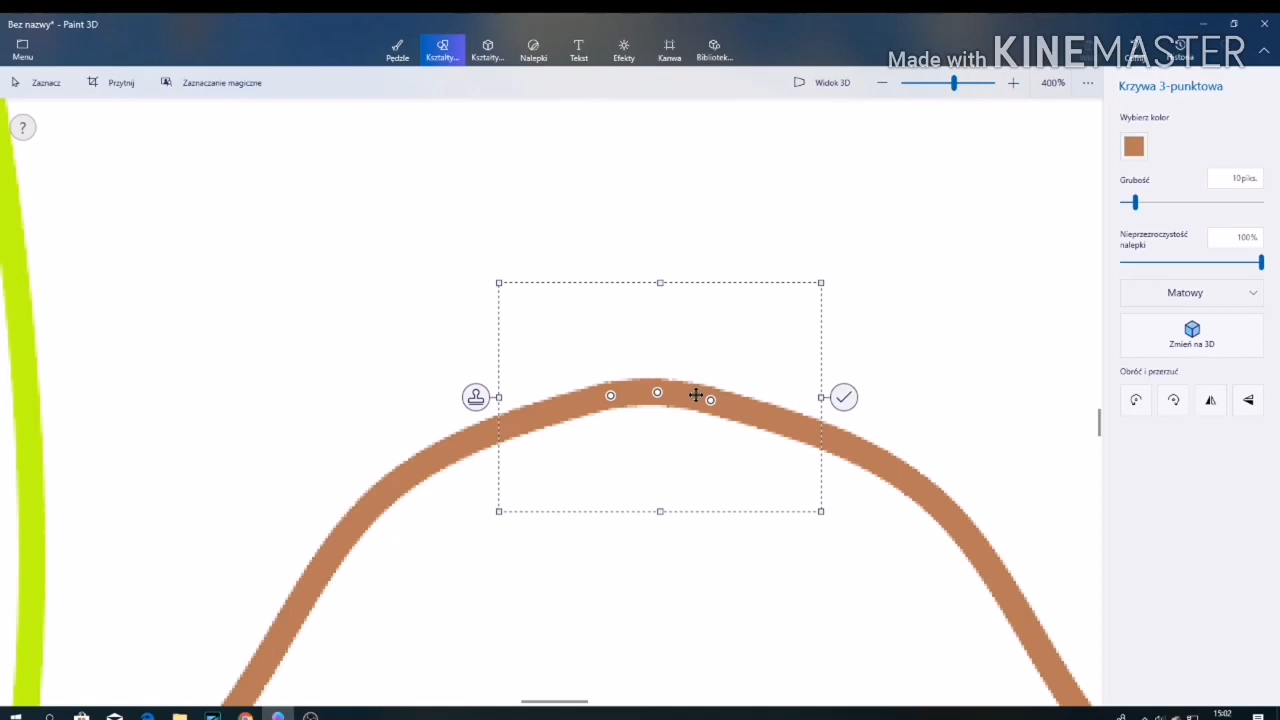 Bez nazwy* - Paint 3D
Menu
Pędzle
Kształty...
Kształty...
Nalepki
Tekst
Efekty
Kanwa
Bibliotek...
Made with KINEMASTER
Zaznacz
Przytnij
Zaznaczanie magiczne
Widok 3D
400%
Krzywa 3-punktowa
?
Wybierz kolor
Grubość
10piks.
Nieprzezroczystość
nalepki
100%
Matowy
Zmień na 3D
Obróć i przerzuć
15:02